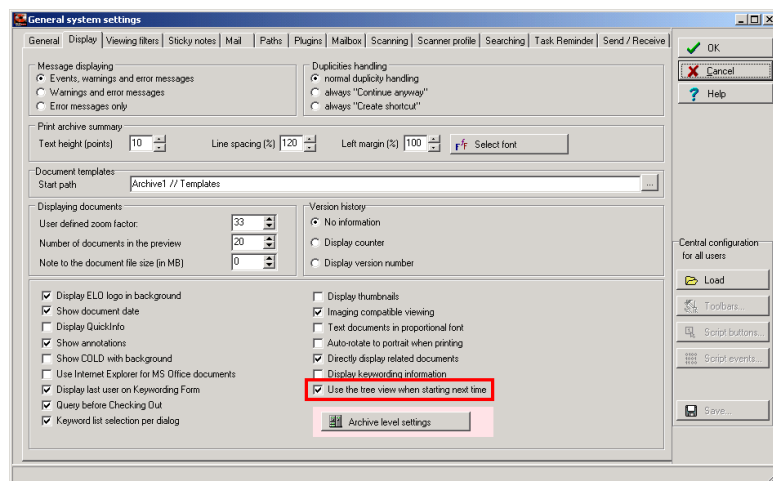 General system settings
General Display Viewing filters Sticky notes Mail Paths Plugins Mailbox Scanning Scanner profile Searching Task Reminder Send / Receive
OK
Cancel
Help
Message displaying
Events, warnings and error messages
Warnings and error messages
Error messages only
Duplicities handling
normal duplicity handling
always "Continue anyway"
always "Create shortcut"
Print archive summary
Text height (points) 10 Line spacing (%) 120 Left margin (%) 100 Select font
Document templates
Start path Archive1 // Templates ...
Displaying documents
User defined zoom factor: 33
Number of documents in the preview 20
Note to the document file size (in MB) 0
Version history
No information
Display counter
Display version number
Central configuration
for all users
Load
Toolbars...
Script buttons...
Script events...
Save...
Display ELO logo in background
Show document date
Display QuickInfo
Show annotations
Show COLD with background
Use Internet Explorer for MS Office documents
Display last user on Keywording Form
Query before Checking Out
Keyword list selection per dialog
Display thumbnails
Imaging compatible viewing
Text documents in proportional font
Auto-rotate to portrait when printing
Directly display related documents
Display keywording information
Use the tree view when starting next time
Archive level settings